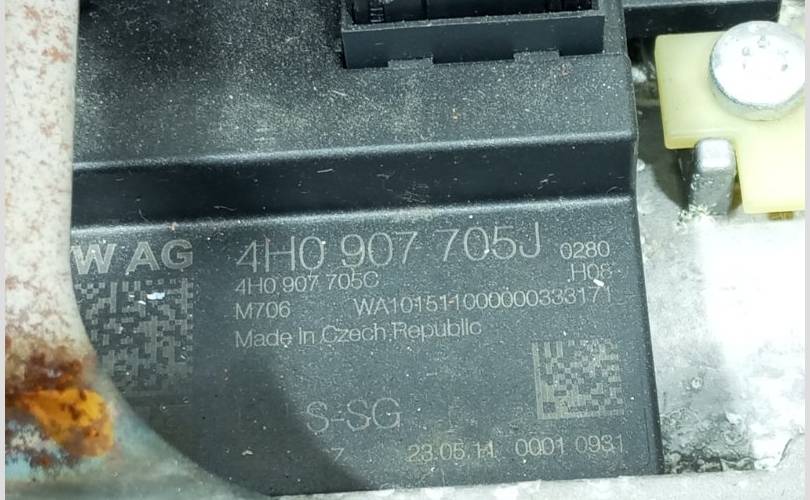 W AG 4H0 907 705J 0280
4H0 907 705C H08
M706 WA101511000000333171
Made In Czech Republic
S-SG
Z 23.05.11 0001 0931